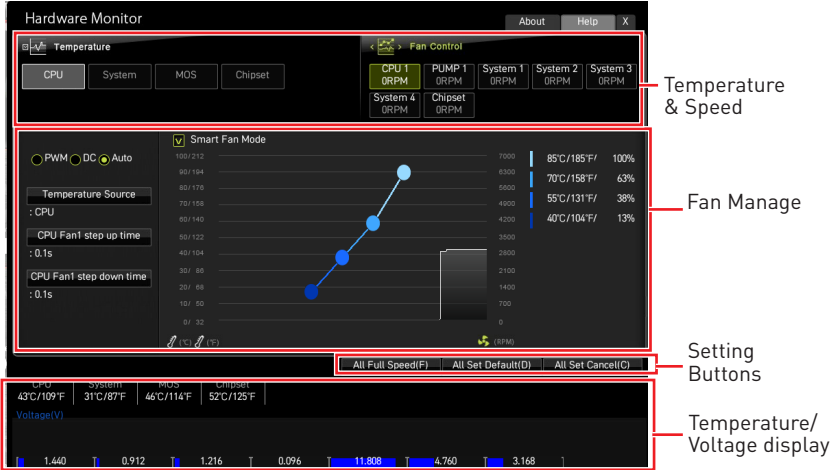 Hardware Monitor
About Help X
Temperature
Fan Control
CPU System MOS Chipset
CPU 1 PUMP 1 System 1 System 2 System 3
0RPM 0RPM 0RPM 0RPM 0RPM
System 4 Chipset
0RPM 0RPM
Temperature
& Speed
Smart Fan Mode
PWM DC Auto
Temperature Source
: CPU
CPU Fan1 step up time
: 0.1s
CPU Fan1 step down time
: 0.1s
100/212 7000
90/194 6300
80/176 5600
70/158 4900
60/140 4200
50/122 3500
40/104 2800
30/ 86 2100
20/ 68 1400
10/ 50 700
0/ 32 0
(°C) (°F) (RPM)
85°C/185°F/ 100%
70°C/158°F/ 63%
55°C/131°F/ 38%
40°C/104°F/ 13%
Fan Manage
All Full Speed(F) All Set Default(D) All Set Cancel(C)
Setting
Buttons
CPU System MOS Chipset
43°C/109°F 31°C/87°F 46°C/114°F 52°C/125°F
Voltage(V)
1.440 0.912 1.216 0.096 11.808 4.760 3.168
Temperature/
Voltage display